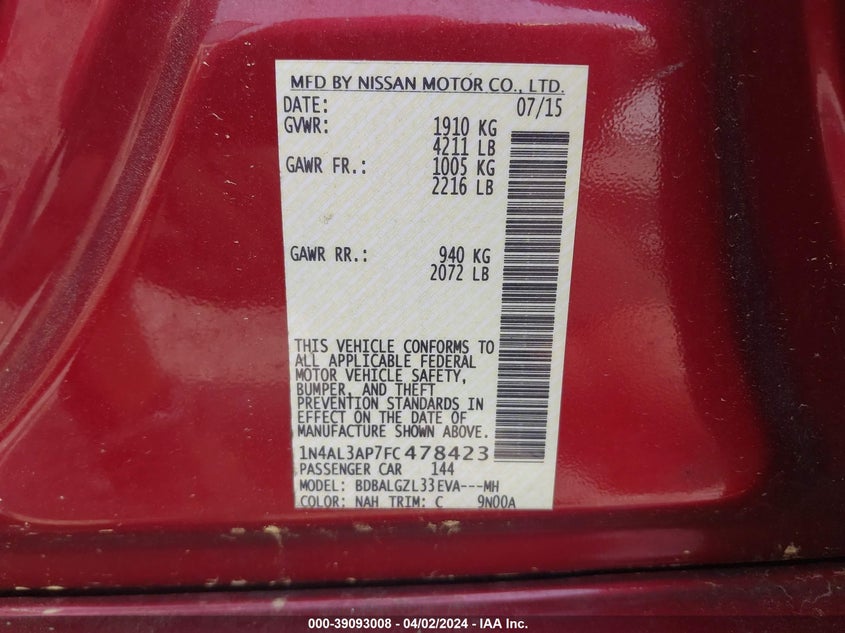 MFD BY NISSAN MOTOR CO., LTD.
DATE: 07/15
GVWR: 1910 KG
4211 LB
GAWR FR.: 1005 KG
2216 LB
GAWR RR.: 940 KG
2072 LB
THIS VEHICLE CONFORMS TO
ALL APPLICABLE FEDERAL
MOTOR VEHICLE SAFETY,
BUMPER, AND THEFT
PREVENTION STANDARDS IN
EFFECT ON THE DATE OF
MANUFACTURE SHOWN ABOVE.
1N4AL3AP7FC478423
PASSENGER CAR 144
MODEL: BDBALGZL33EVA---MH
COLOR: NAH TRIM: C 9N00A
000-39093008 - 04/02/2024 - IAA Inc.